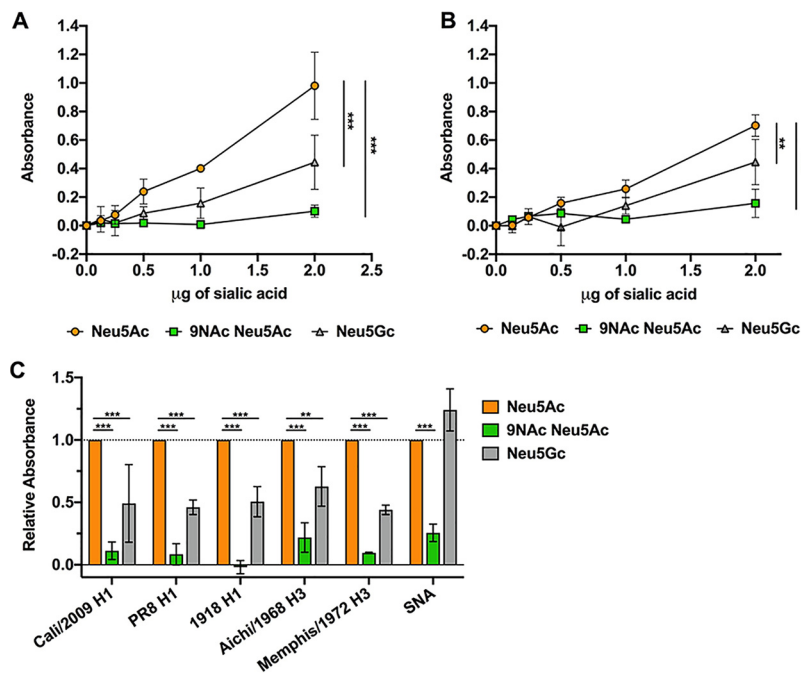 A
1.4
1.2
1.0
0.8
0.6
0.4
0.2
0.0
-0.2
Absorbance
0.0 0.5 1.0 1.5 2.0 2.5
μg of sialic acid
***
***
Neu5Ac 9NAc Neu5Ac Neu5Gc
B
1.4
1.2
1.0
0.8
0.6
0.4
0.2
0.0
-0.2
Absorbance
0.0 0.5 1.0 1.5 2.0
μg of sialic acid
**
Neu5Ac 9NAc Neu5Ac Neu5Gc
C
1.5
1.0
0.5
0.0
Relative Absorbance
*** *** *** ** ***
*** *** *** *** *** ***
Cali/2009 H1
PR8 H1
1918 H1
Aichi/1968 H3
Memphis/1972 H3
SNA
Neu5Ac
9NAc Neu5Ac
Neu5Gc